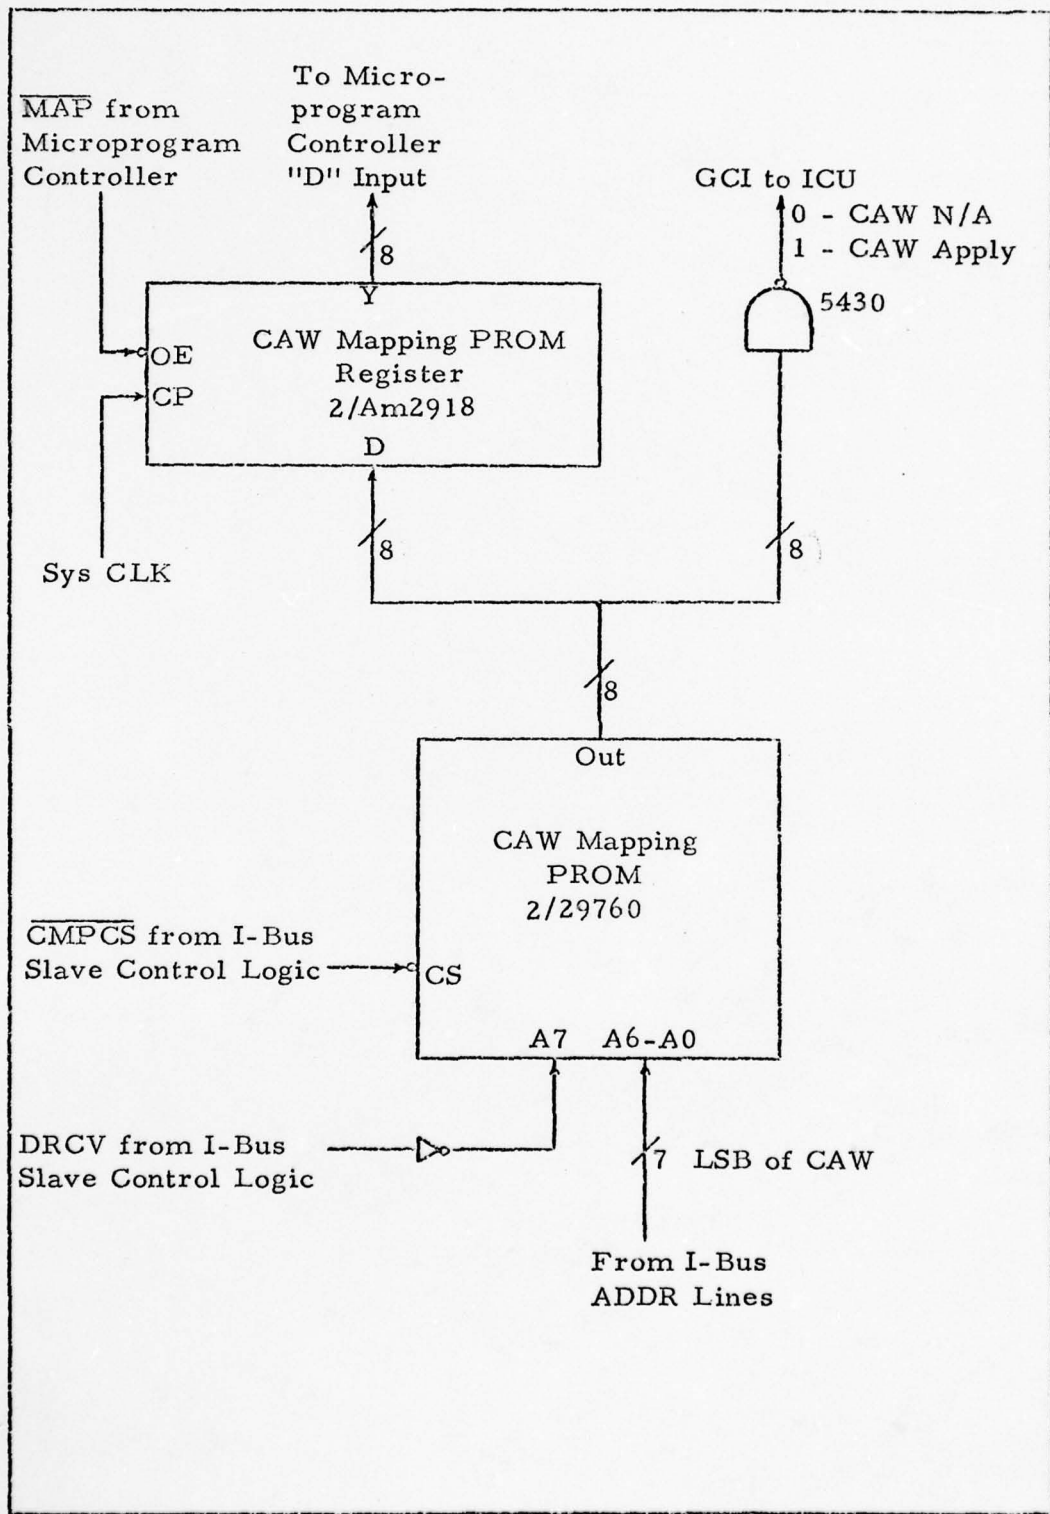 MAP from
Microprogram
Controller
To Micro-
program
Controller
"D" Input
8
GCI to ICU
0 - CAW N/A
1 - CAW Apply
5430
Y
CAW Mapping PROM
Register
2/Am2918
OE
CP
D
8
8
Sys CLK
8
Out
CAW Mapping
PROM
2/29760
CMPCS from I-Bus
Slave Control Logic
CS
A7 A6-A0
DRCV from I-Bus
Slave Control Logic
7 LSB of CAW
From I-Bus
ADDR Lines